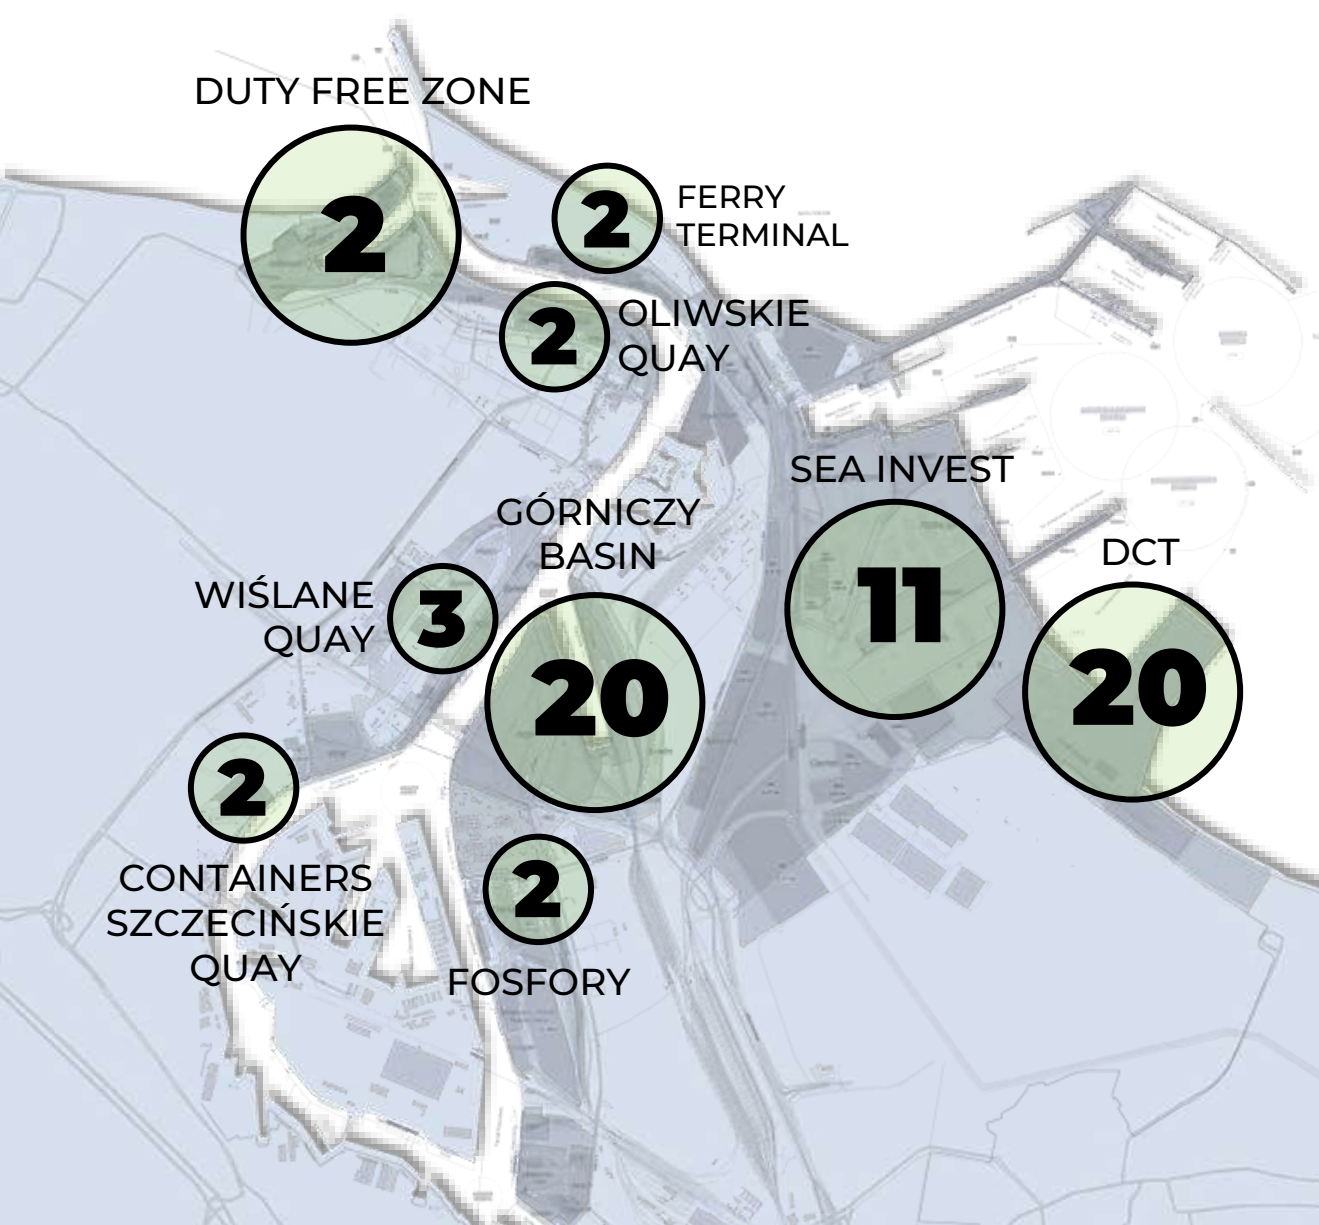 DUTY FREE ZONE
2
2
FERRY
TERMINAL
2
OLIWSKIE
QUAY
SEA INVEST
11
GÓRNICZY
BASIN
20
DCT
20
WIŚLANE
QUAY
3
2
CONTAINERS
SZCZECIŃSKIE
QUAY
2
FOSFORY